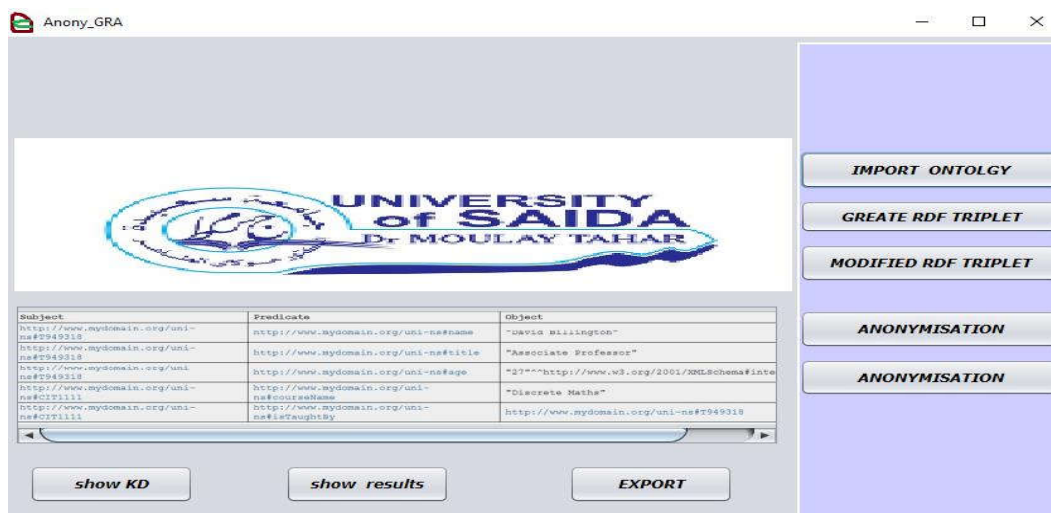 Anony_GRA
UNIVERSITY
of SAIDA
Dr MOULAY TAHAR
IMPORT ONTOLGY
GREATE RDF TRIPLET
MODIFIED RDF TRIPLET
ANONYMISATION
ANONYMISATION
Subject Predicate Object
http://www.mydomain.org/uni-
ns#T949318 http://www.mydomain.org/uni-ns#name "David Billington"
http://www.mydomain.org/uni-
ns#T949318 http://www.mydomain.org/uni-ns#title "Associate Professor"
http://www.mydomain.org/uni
ns#T949318 http://www.mydomain.org/uni-ns#age "27"^^http://www.w3.org/2001/XMLSchema#inte
http://www.mydomain.org/uni-
ns#CIT1111 http://www.mydomain.org/uni-
ns#courseName "Discrete Maths"
http://www.mydomain.org/uni-
ns#CIT1111 http://www.mydomain.org/uni-
ns#isTaughtBy http://www.mydomain.org/uni-ns#T949318
show KD
show results
EXPORT